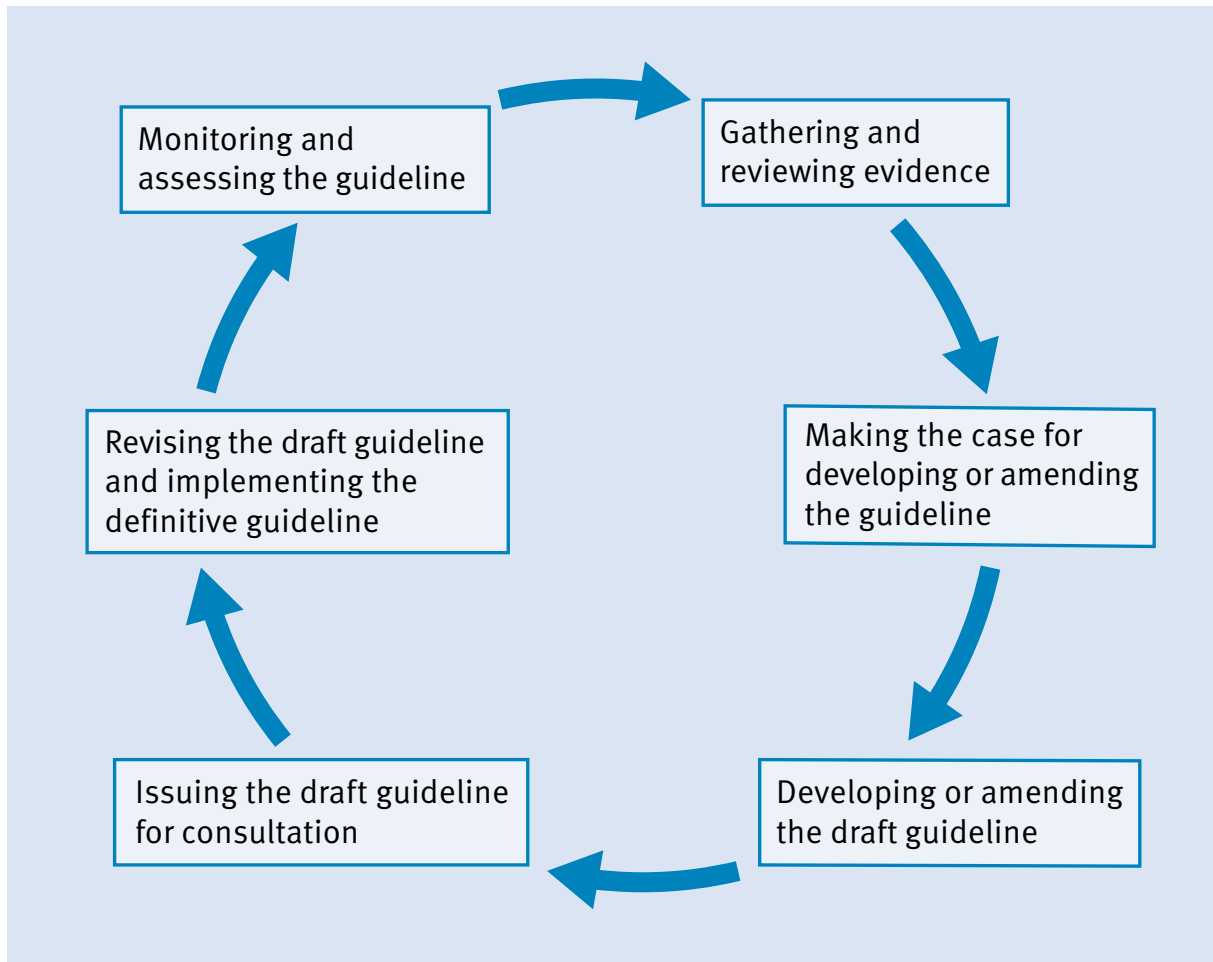 Monitoring and
assessing the guideline
Gathering and
reviewing evidence
Making the case for
developing or amending
the guideline
Developing or amending
the draft guideline
Issuing the draft guideline
for consultation
Revising the draft guideline
and implementing the
definitive guideline